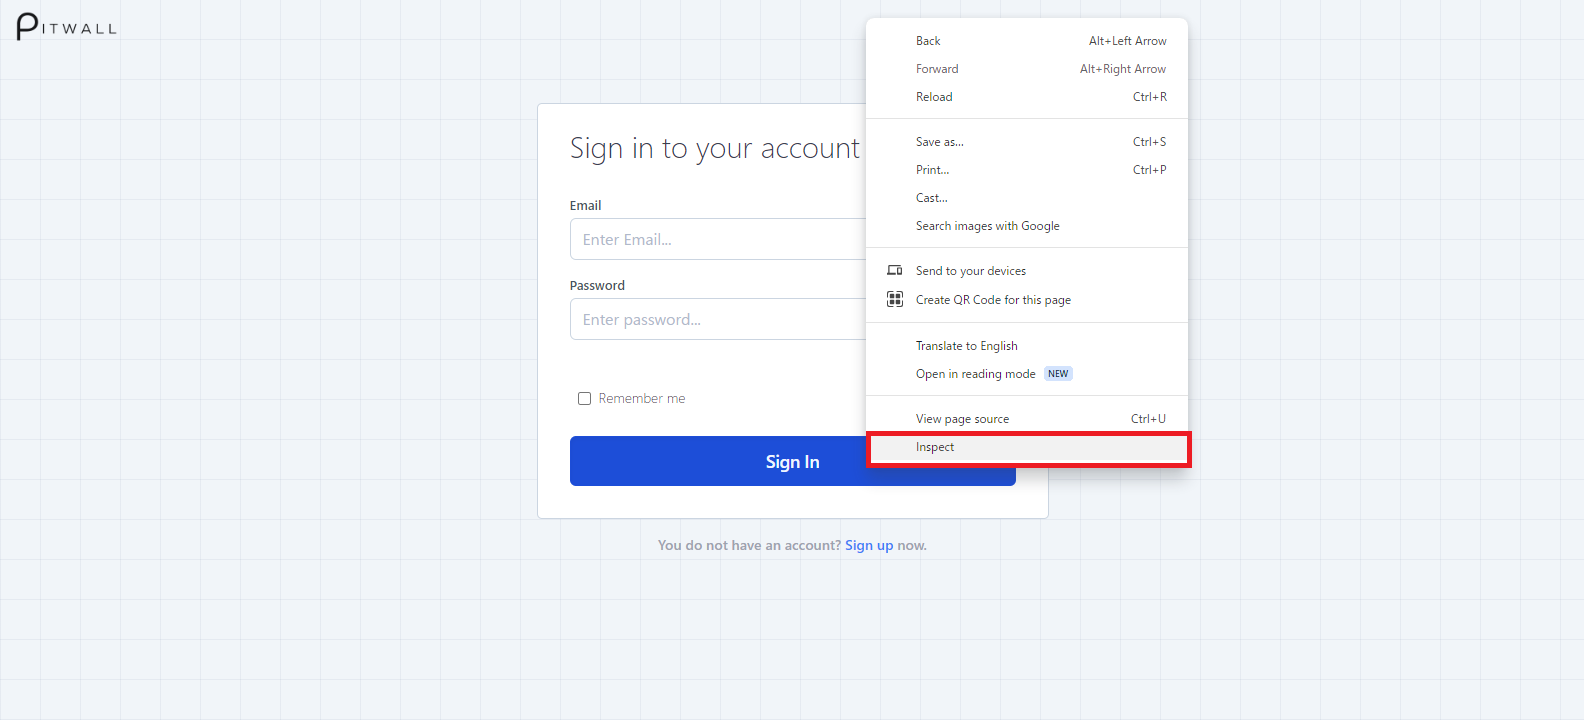 PITWALL
Sign in to your account
Email
Enter Email...
Password
Enter password...
Remember me
Sign In
You do not have an account? Sign up now.
Back Alt+Left Arrow
Forward Alt+Right Arrow
Reload Ctrl+R
Save as... Ctrl+S
Print... Ctrl+P
Cast...
Search images with Google
Send to your devices
Create QR Code for this page
Translate to English
Open in reading mode NEW
View page source Ctrl+U
Inspect